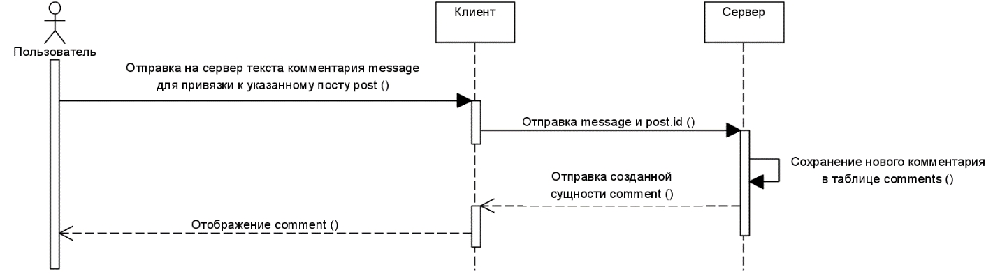 Клиент
Сервер
Пользователь
Отправка на сервер текста комментария message
для привязки к указанному посту post ()
Отправка message и post.id ()
Сохранение нового комментария
в таблице comments ()
Отправка созданной
сущности comment ()
Отображение comment ()